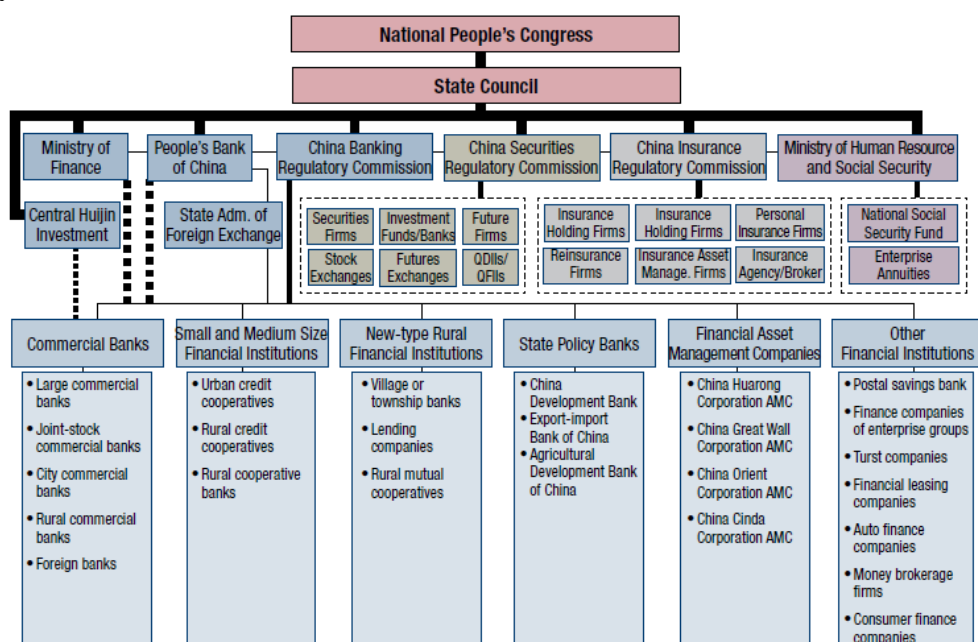 National People's Congress
State Council
Ministry of
Finance
People's Bank
of China
China Banking
Regulatory Commission
China Securities
Regulatory Commission
China Insurance
Regulatory Commission
Ministry of Human Resource
and Social Security
Central Huijin
Investment
State Adm. of
Foreign Exchange
Securities
Firms
Investment
Funds/Banks
Future
Firms
Stock
Exchanges
Futures
Exchanges
QDIIs/
QFIIs
Insurance
Holding Firms
Insurance
Holding Firms
Personal
Insurance Firms
Reinsurance
Firms
Insurance Asset
Manage. Firms
Insurance
Agency/Broker
National Social
Security Fund
Enterprise
Annuities
Commercial Banks
• Large commercial
banks
• Joint-stock
commercial banks
• City commercial
banks
• Rural commercial
banks
• Foreign banks
Small and Medium Size
Financial Institutions
• Urban credit
cooperatives
• Rural credit
cooperatives
• Rural cooperative
banks
New-type Rural
Financial Institutions
• Village or
township banks
• Lending
companies
• Rural mutual
cooperatives
State Policy Banks
• China
Development Bank
• Export-import
Bank of China
• Agricultural
Development Bank
of China
Financial Asset
Management Companies
• China Huarong
Corporation AMC
• China Great Wall
Corporation AMC
• China Orient
Corporation AMC
• China Cinda
Corporation AMC
Other
Financial Institutions
• Postal savings bank
• Finance companies
of enterprise groups
• Turst companies
• Financial leasing
companies
• Auto finance
companies
• Money brokerage
firms
• Consumer finance
companies